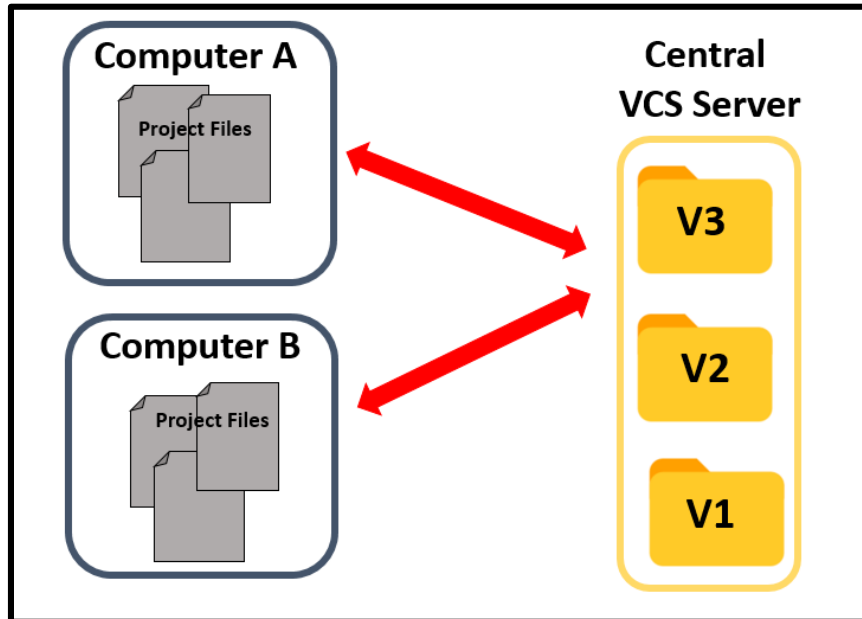 Computer A
Project Files
Computer B
Project Files
Central
VCS Server
V3
V2
V1